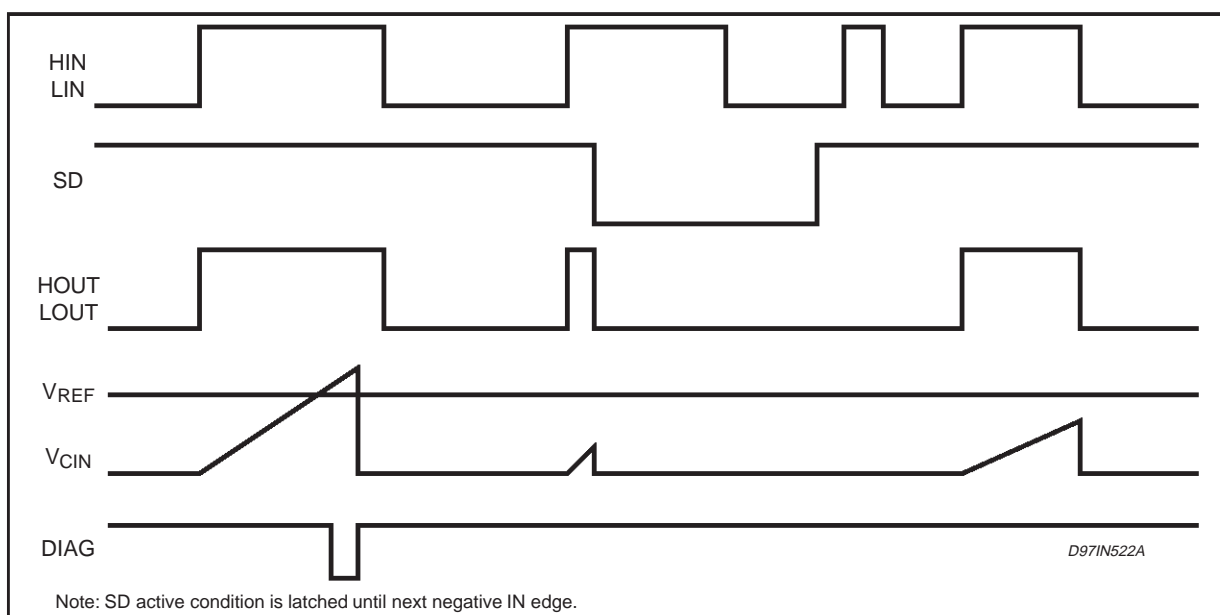 HIN
LIN
SD
HOUT
LOUT
VREF
VCIN
DIAG
D97IN522A
Note: SD active condition is latched until next negative IN edge.